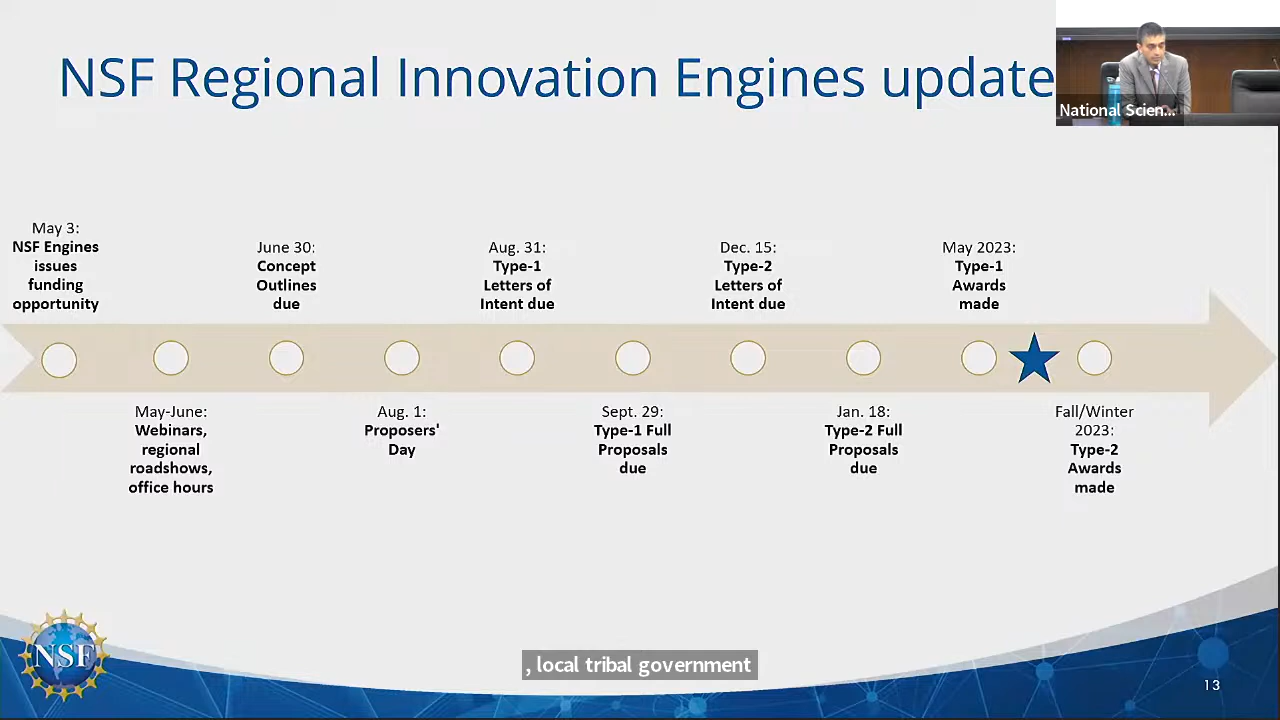 NSF Regional Innovation Engines update
National Scien...
May 3:
NSF Engines
issues
funding
opportunity
May-June:
Webinars,
regional
roadshows,
office hours
June 30:
Concept
Outlines
due
Aug. 1:
Proposers'
Day
Aug. 31:
Type-1
Letters of
Intent due
Sept. 29:
Type-1 Full
Proposals
due
Dec. 15:
Type-2
Letters of
Intent due
Jan. 18:
Type-2 Full
Proposals
due
May 2023:
Type-1
Awards
made
Fall/Winter
2023:
Type-2
Awards
made
NSF
, local tribal government
13